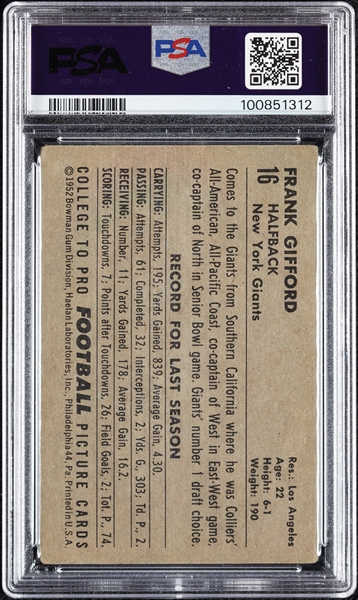 PSA
PSA
100851312
FRANK GIFFORD
16 HALFBACK
New York Giants
Res.: Los Angeles
Age: 22
Height: 6-1
Weight: 190
Comes to the Giants from Southern California where he was Colliers'
All-American, All-Pacific Coast, co-captain of West in East-West game,
co-captain of North in Senior Bowl game. Giants' number 1 draft choice.
RECORD FOR LAST SEASON
CARRYING: Attempts, 195; Yards Gained, 839; Average Gain, 4.30.
PASSING: Attempts, 61; Completed, 32; Interceptions, 2; Yds. G., 303; Td. P., 2.
RECEIVING: Number, 11; Yards Gained, 178; Average Gain, 16.2.
SCORING: Touchdowns, 7; Points after Touchdowns, 26; Field Goals, 2; Tot. P., 74.
COLLEGE TO PRO FOOTBALL PICTURE CARDS
©1952 Bowman Gum Division, Haelan Laboratories, Inc., Philadelphia 44, Pa. Printed in U.S.A.